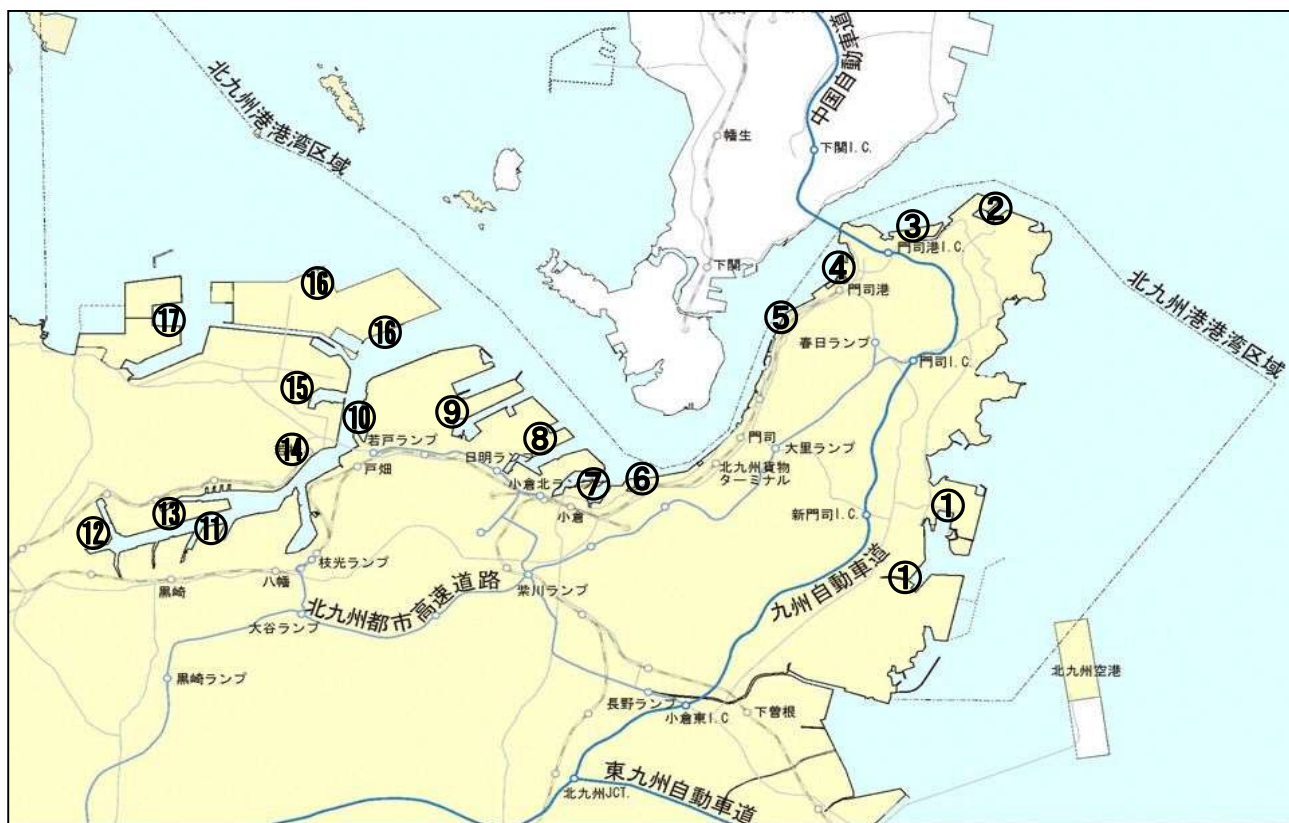 中国自動車道
北九州港港湾区域
幡生
下関I.C.
②
③
門司港I.C.
④
下関
門司港
北九州港港湾区域
⑯
⑤
⑰
⑯
春日ランプ
門司I.C.
⑮
⑩
⑨
若戸ランプ
⑧
門司
大里ランプ
⑭
戸畑
日明ランプ
北九州貨物
ターミナル
小倉北ランプ
⑦
⑥
小倉
⑬
⑫
⑪
新門司I.C.
①
枝光ランプ
八幡
黒崎
紫川ランプ
九州自動車道
①
北九州都市高速道路
大谷ランプ
北九州空港
黒崎ランプ
長野ランプ
小倉東I.C
下曽根
北九州JCT.
東九州自動車道